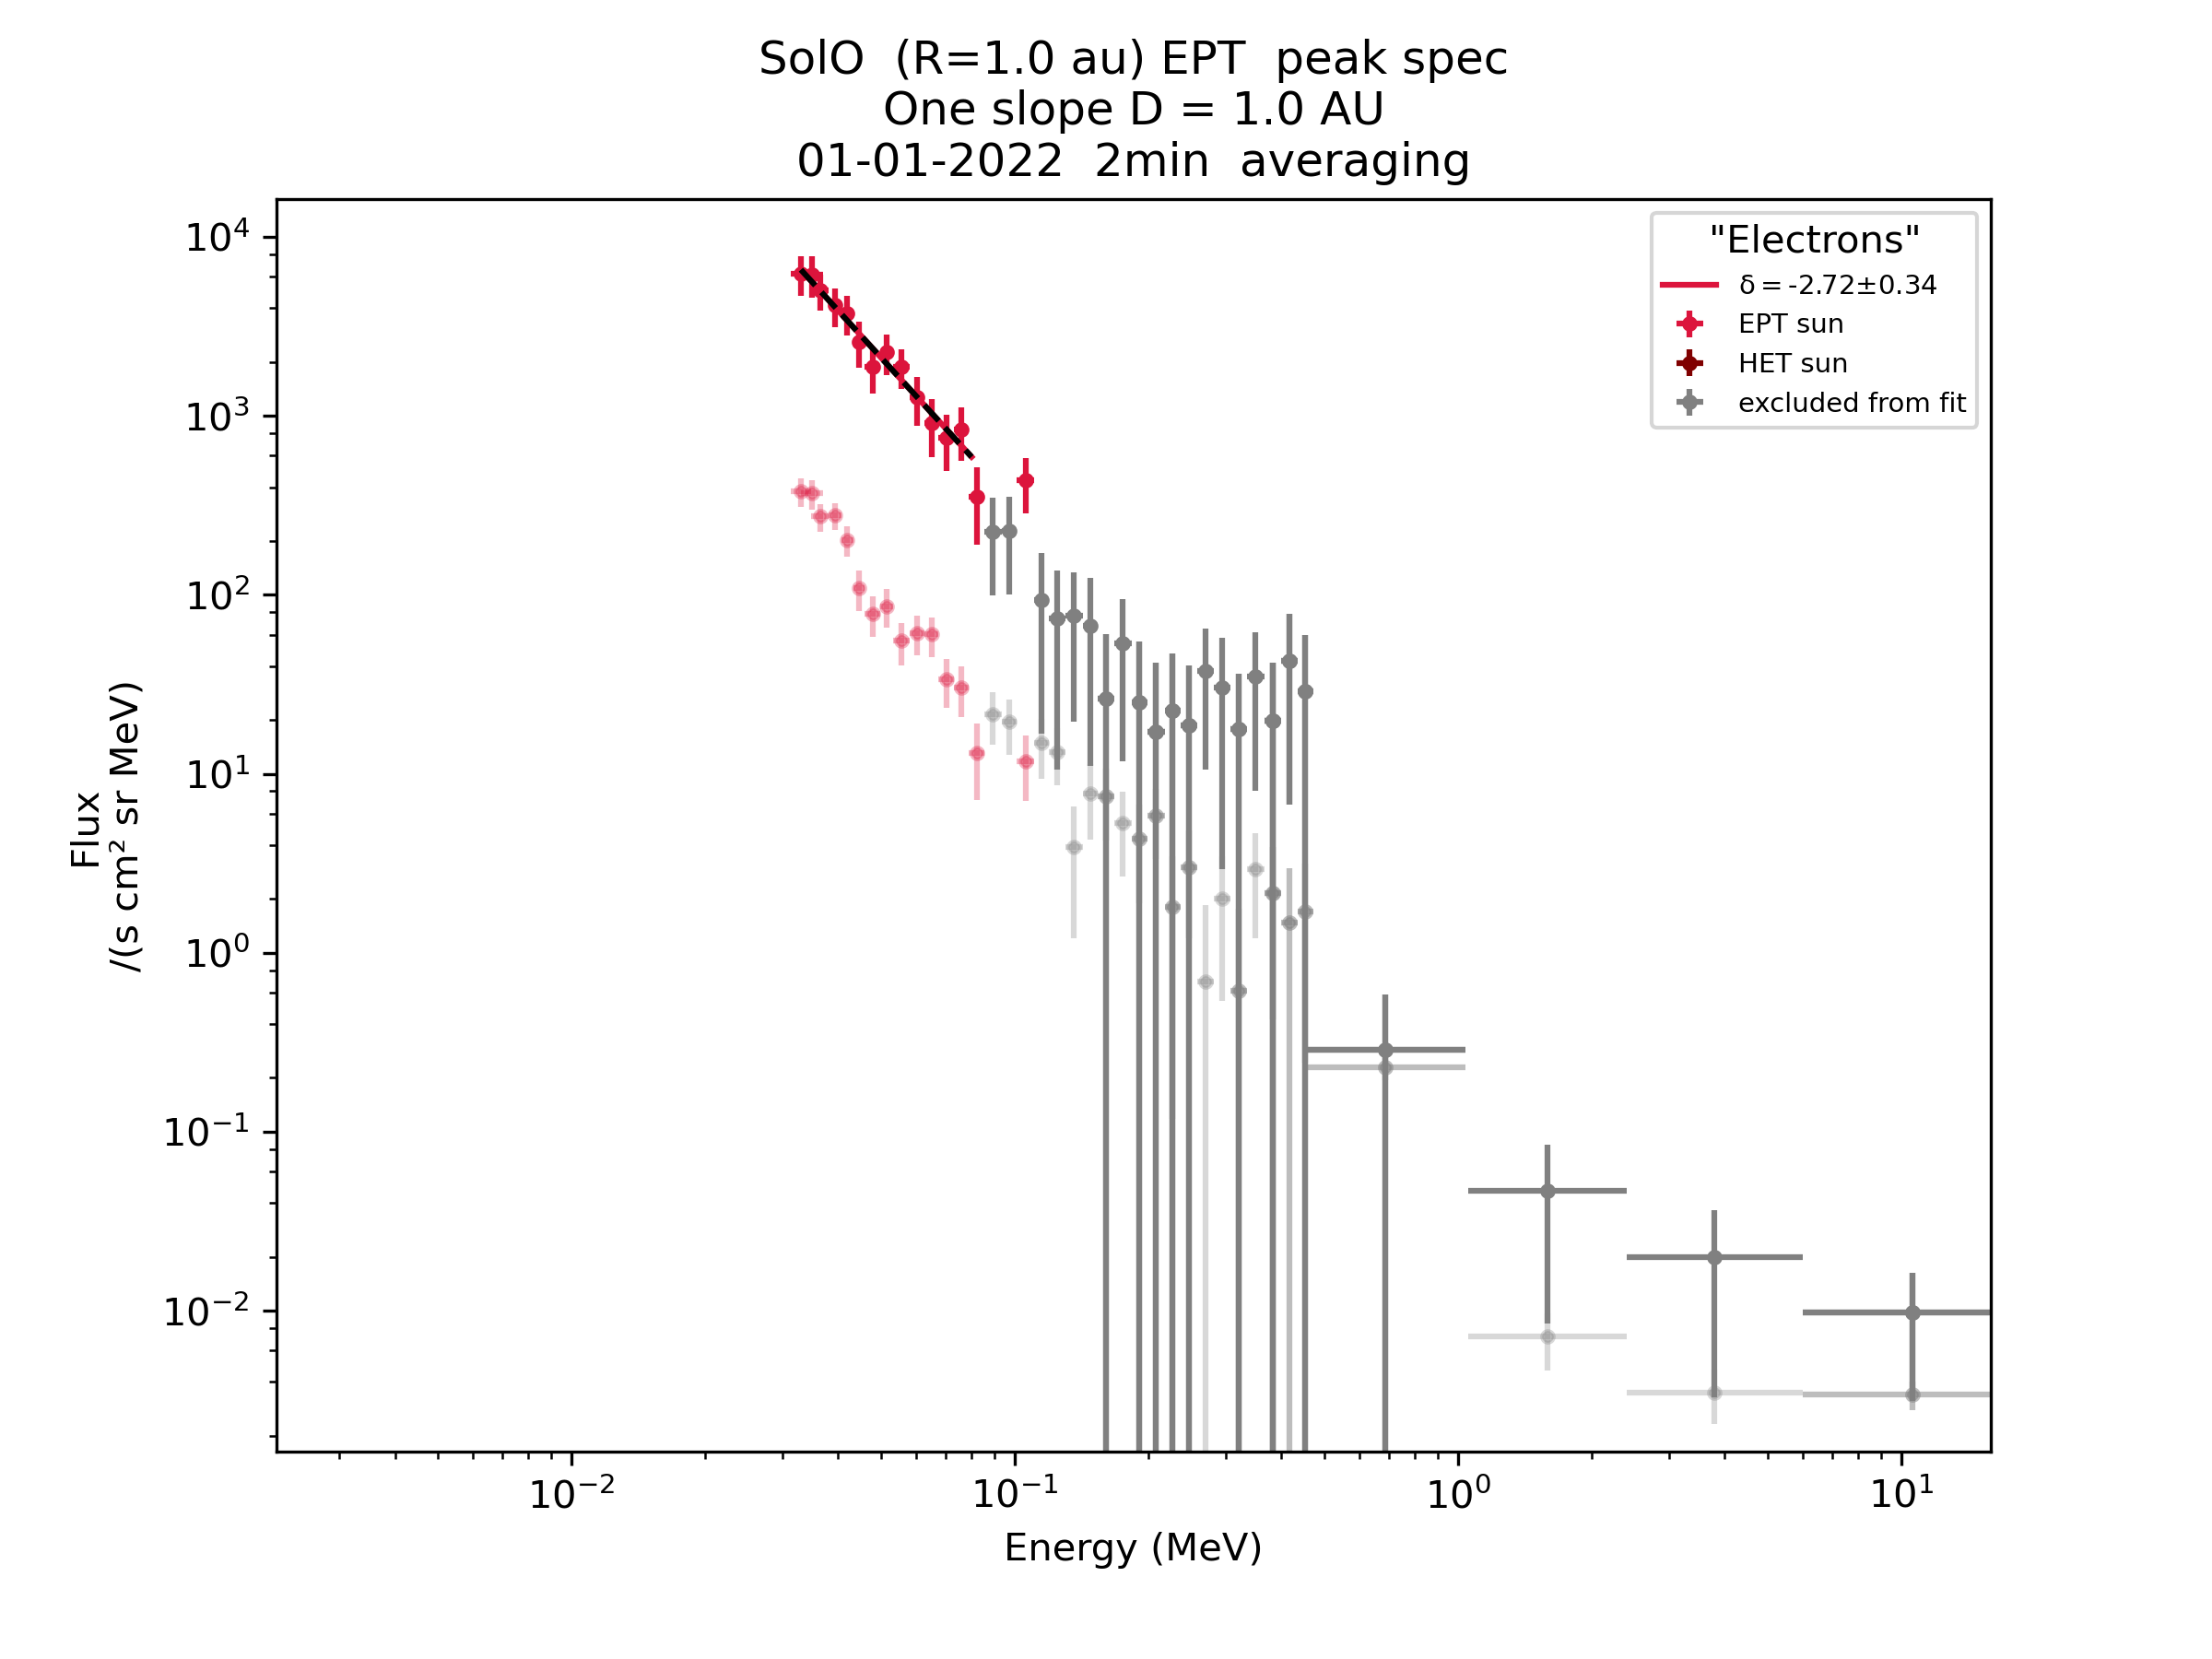 SolO  (R=1.0 au) EPT  peak spec
One slope D = 1.0 AU
01-01-2022  2min  averaging
"Electrons"
δ = -2.72±0.34
EPT sun
HET sun
excluded from fit
10⁴
10³
10²
10¹
10⁰
10⁻¹
10⁻²
Flux
/(s cm² sr MeV)
10⁻²
10⁻¹
10⁰
10¹
Energy (MeV)